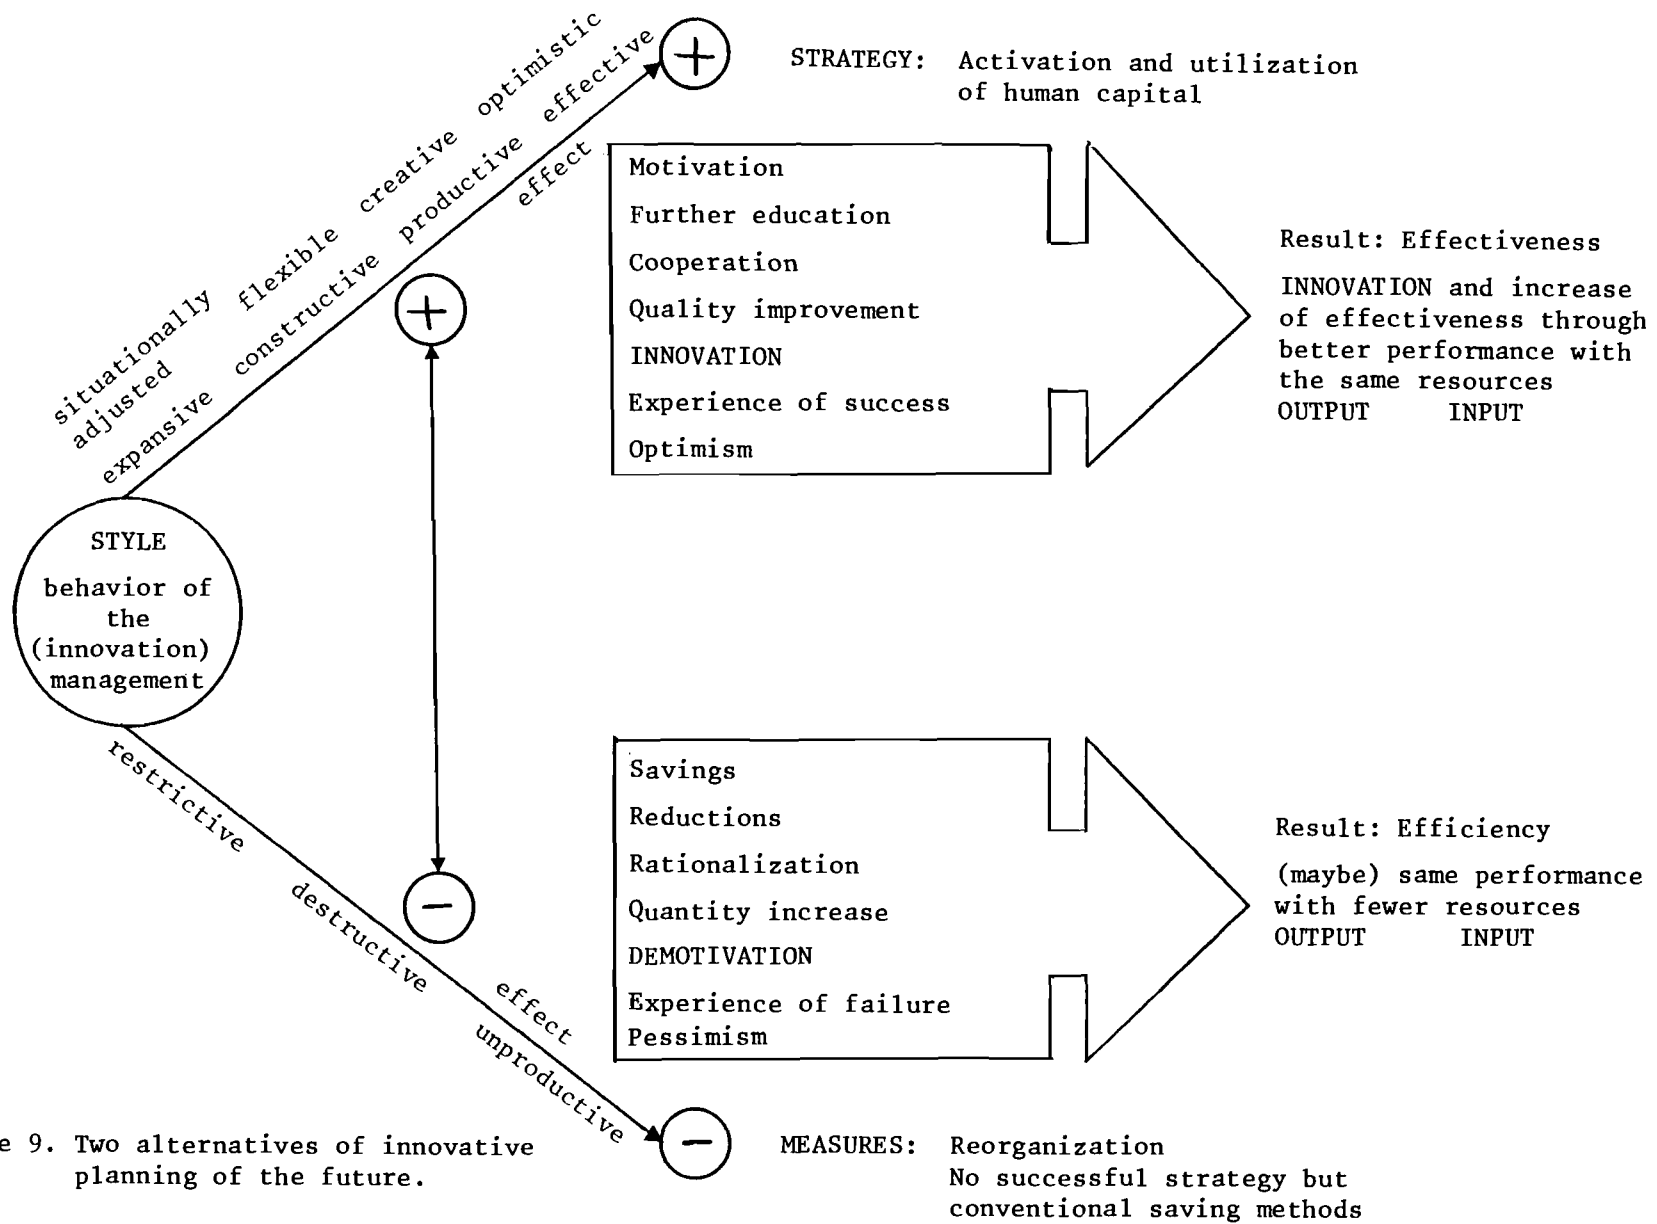 situationally flexible creative optimistic
adjusted
expansive constructive productive effective
effect
+
STRATEGY: Activation and utilization
of human capital
Motivation
Further education
Cooperation
Quality improvement
INNOVATION
Experience of success
Optimism
Result: Effectiveness
INNOVATION and increase
of effectiveness through
better performance with
the same resources
OUTPUT INPUT
+
STYLE
behavior of
the
(innovation)
management
restrictive
destructive
effect
unproductive
−
Savings
Reductions
Rationalization
Quantity increase
DEMOTIVATION
Experience of failure
Pessimism
Result: Efficiency
(maybe) same performance
with fewer resources
OUTPUT INPUT
−
MEASURES: Reorganization
No successful strategy but
conventional saving methods
e 9. Two alternatives of innovative
planning of the future.